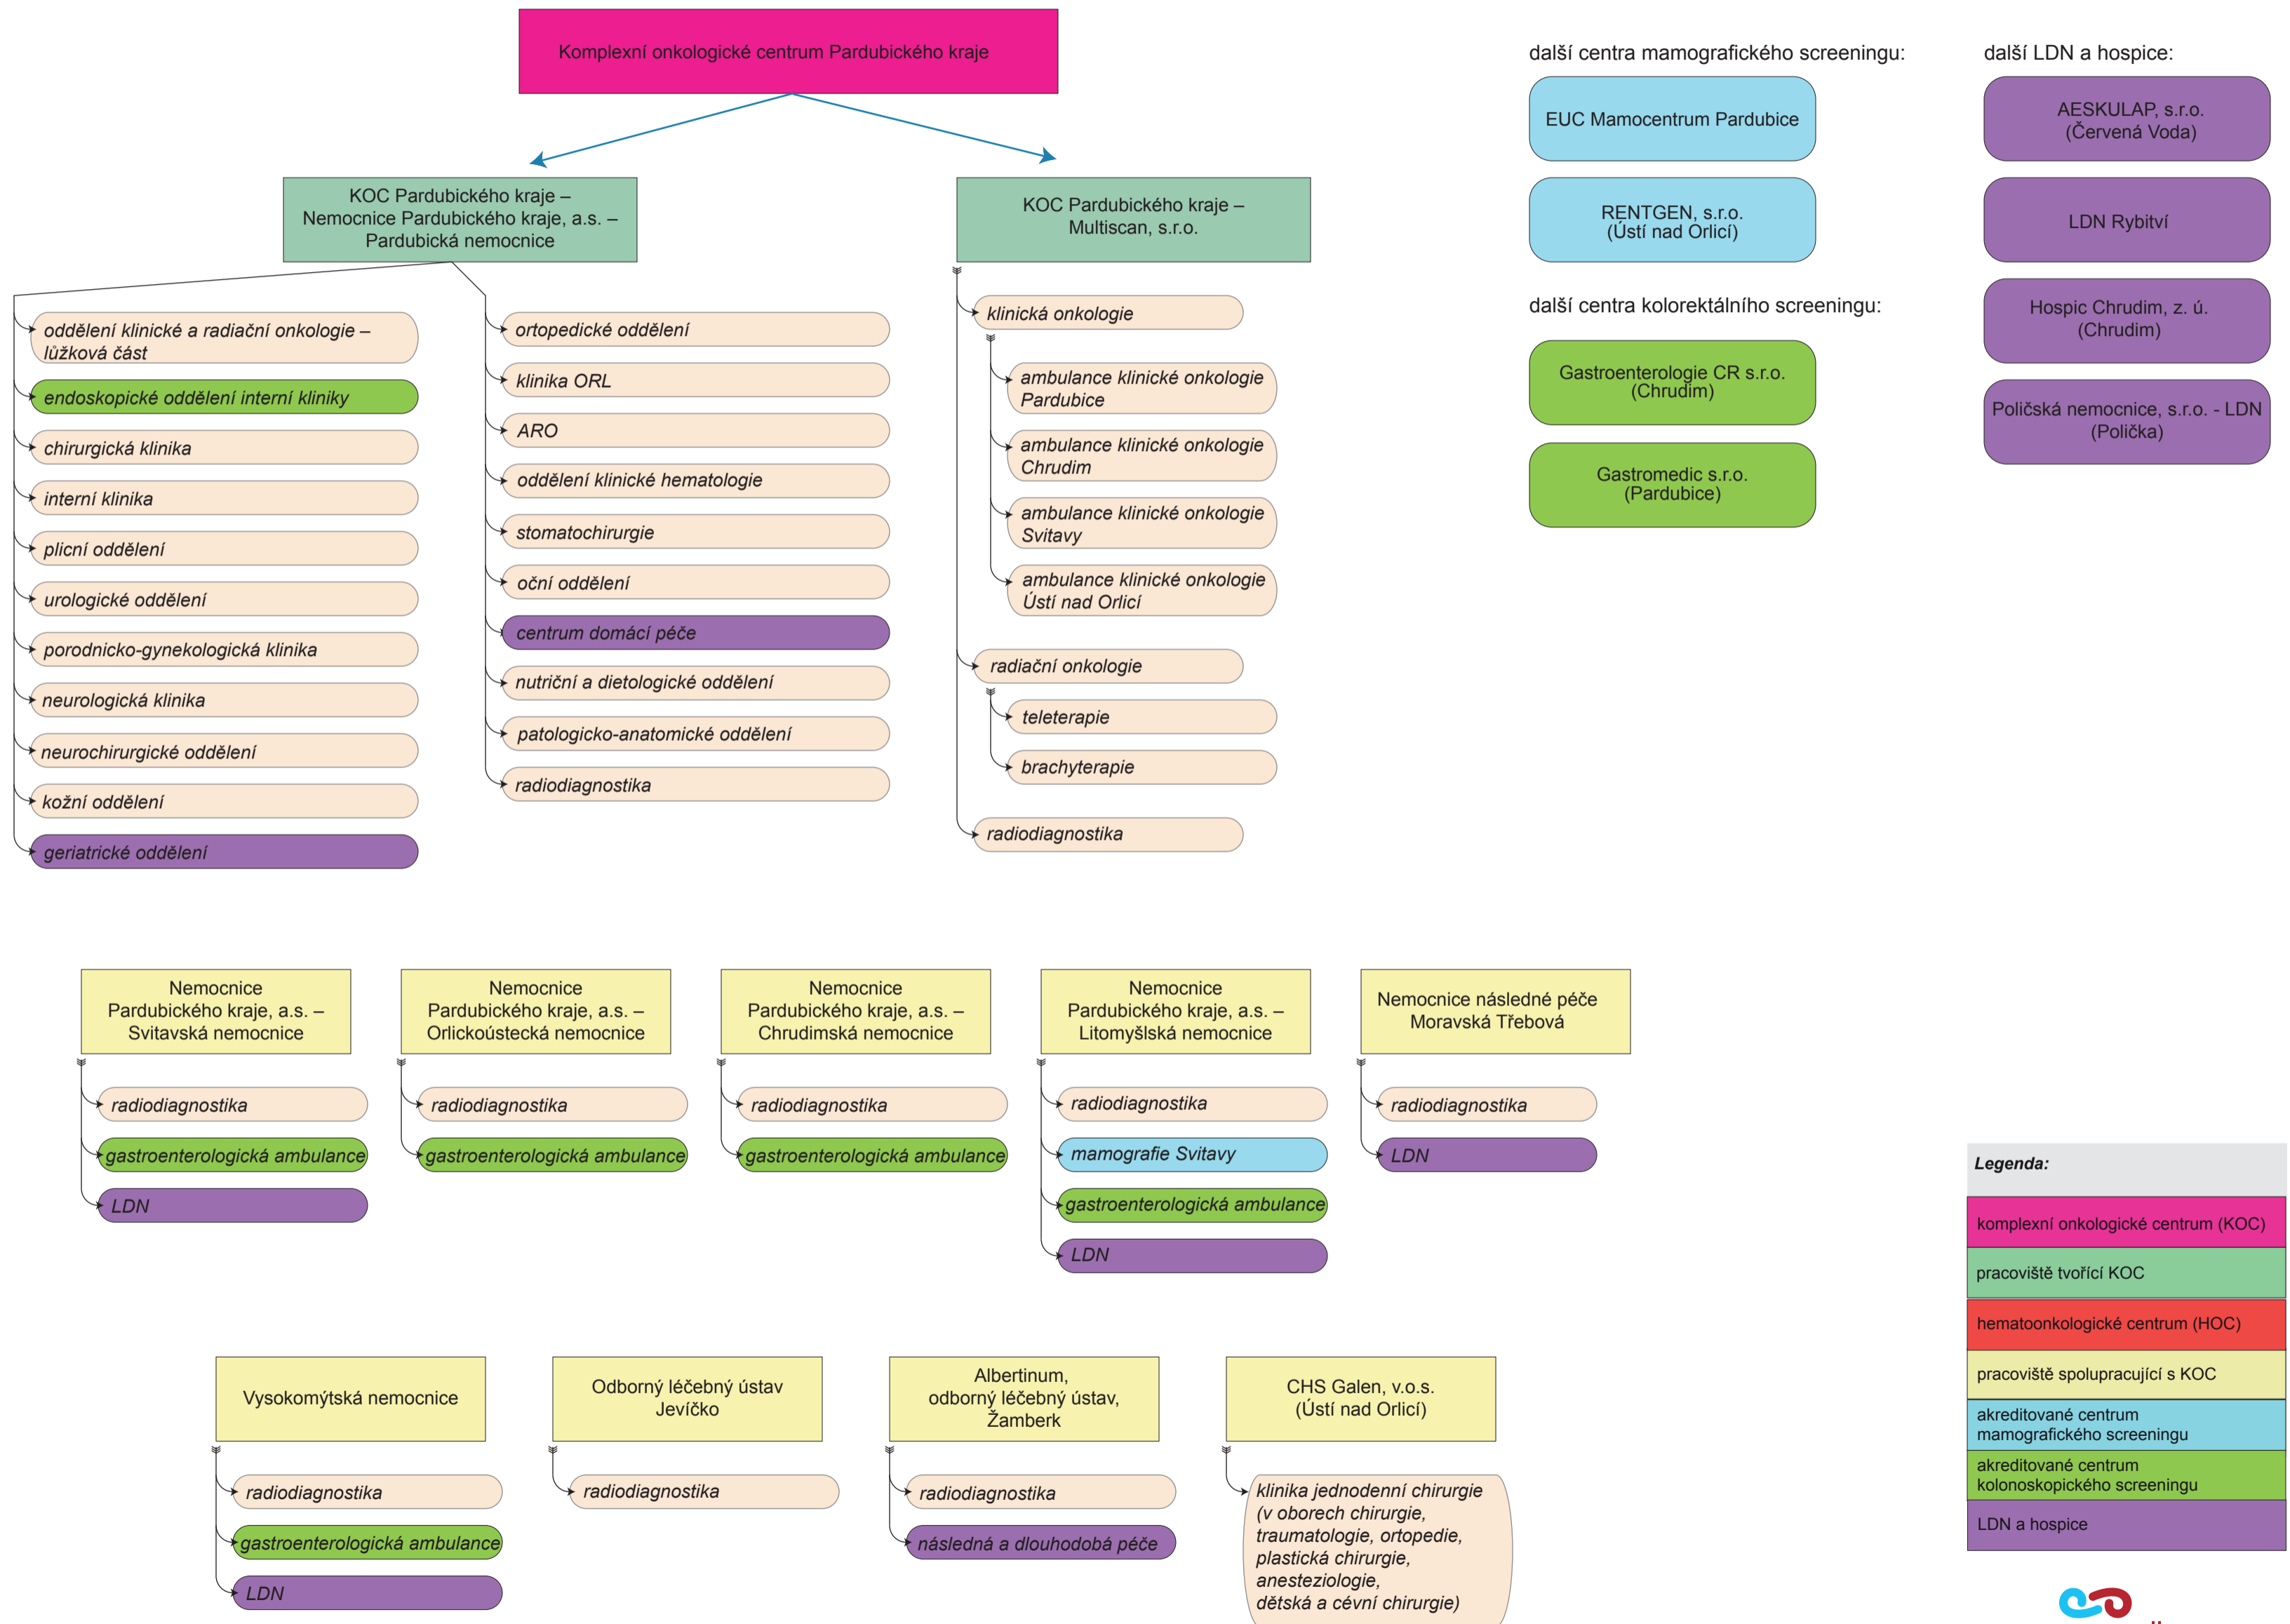 Komplexní onkologické centrum Pardubického kraje
KOC Pardubického kraje –
Nemocnice Pardubického kraje, a.s. –
Pardubická nemocnice
oddělení klinické a radiační onkologie –
lůžková část
endoskopické oddělení interní kliniky
chirurgická klinika
interní klinika
plicní oddělení
urologické oddělení
porodnicko-gynekologická klinika
neurologická klinika
neurochirurgické oddělení
kožní oddělení
geriatrické oddělení
ortopedické oddělení
klinika ORL
ARO
oddělení klinické hematologie
stomatochirurgie
oční oddělení
centrum domácí péče
nutriční a dietologické oddělení
patologicko-anatomické oddělení
radiodiagnostika
KOC Pardubického kraje –
Multiscan, s.r.o.
klinická onkologie
ambulance klinické onkologie
Pardubice
ambulance klinické onkologie
Chrudim
ambulance klinické onkologie
Svitavy
ambulance klinické onkologie
Ústí nad Orlicí
radiační onkologie
teleterapie
brachyterapie
radiodiagnostika
další centra mamografického screeningu:
EUC Mamocentrum Pardubice
RENTGEN, s.r.o.
(Ústí nad Orlicí)
další centra kolorektálního screeningu:
Gastroenterologie CR s.r.o.
(Chrudim)
Gastromedic s.r.o.
(Pardubice)
další LDN a hospice:
AESKULAP, s.r.o.
(Červená Voda)
LDN Rybitví
Hospic Chrudim, z. ú.
(Chrudim)
Poličská nemocnice, s.r.o. - LDN
(Polička)
Nemocnice
Pardubického kraje, a.s. –
Svitavská nemocnice
radiodiagnostika
gastroenterologická ambulance
LDN
Nemocnice
Pardubického kraje, a.s. –
Orlickoústecká nemocnice
radiodiagnostika
gastroenterologická ambulance
Nemocnice
Pardubického kraje, a.s. –
Chrudimská nemocnice
radiodiagnostika
gastroenterologická ambulance
Nemocnice
Pardubického kraje, a.s. –
Litomyšlská nemocnice
radiodiagnostika
mamografie Svitavy
gastroenterologická ambulance
LDN
Nemocnice následné péče
Moravská Třebová
radiodiagnostika
LDN
Vysokomýtská nemocnice
radiodiagnostika
gastroenterologická ambulance
LDN
Odborný léčebný ústav
Jevíčko
radiodiagnostika
Albertinum,
odborný léčebný ústav,
Žamberk
radiodiagnostika
následná a dlouhodobá péče
CHS Galen, v.o.s.
(Ústí nad Orlicí)
klinika jednodenní chirurgie
(v oborech chirurgie,
traumatologie, ortopedie,
plastická chirurgie,
anesteziologie,
dětská a cévní chirurgie)
Legenda:
komplexní onkologické centrum (KOC)
pracoviště tvořící KOC
hematoonkologické centrum (HOC)
pracoviště spolupracující s KOC
akreditované centrum
mamografického screeningu
akreditované centrum
kolonoskopického screeningu
LDN a hospice